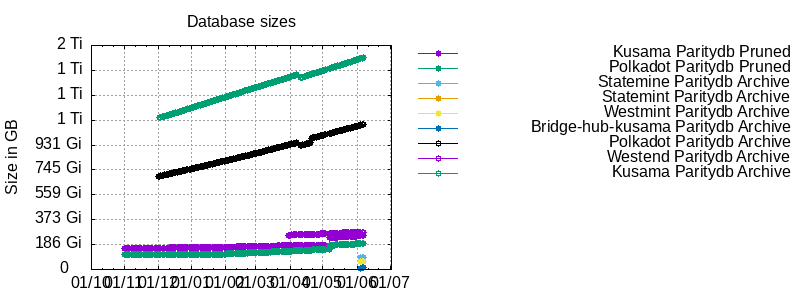 Database sizes
2 Ti
1 Ti
1 Ti
1 Ti
931 Gi
745 Gi
559 Gi
373 Gi
186 Gi
0
Size in GB
01/10 01/11 01/12 01/01 01/02 01/03 01/04 01/05 01/06 01/07
Kusama Paritydb Pruned
Polkadot Paritydb Pruned
Statemine Paritydb Archive
Statemint Paritydb Archive
Westmint Paritydb Archive
Bridge-hub-kusama Paritydb Archive
Polkadot Paritydb Archive
Westend Paritydb Archive
Kusama Paritydb Archive